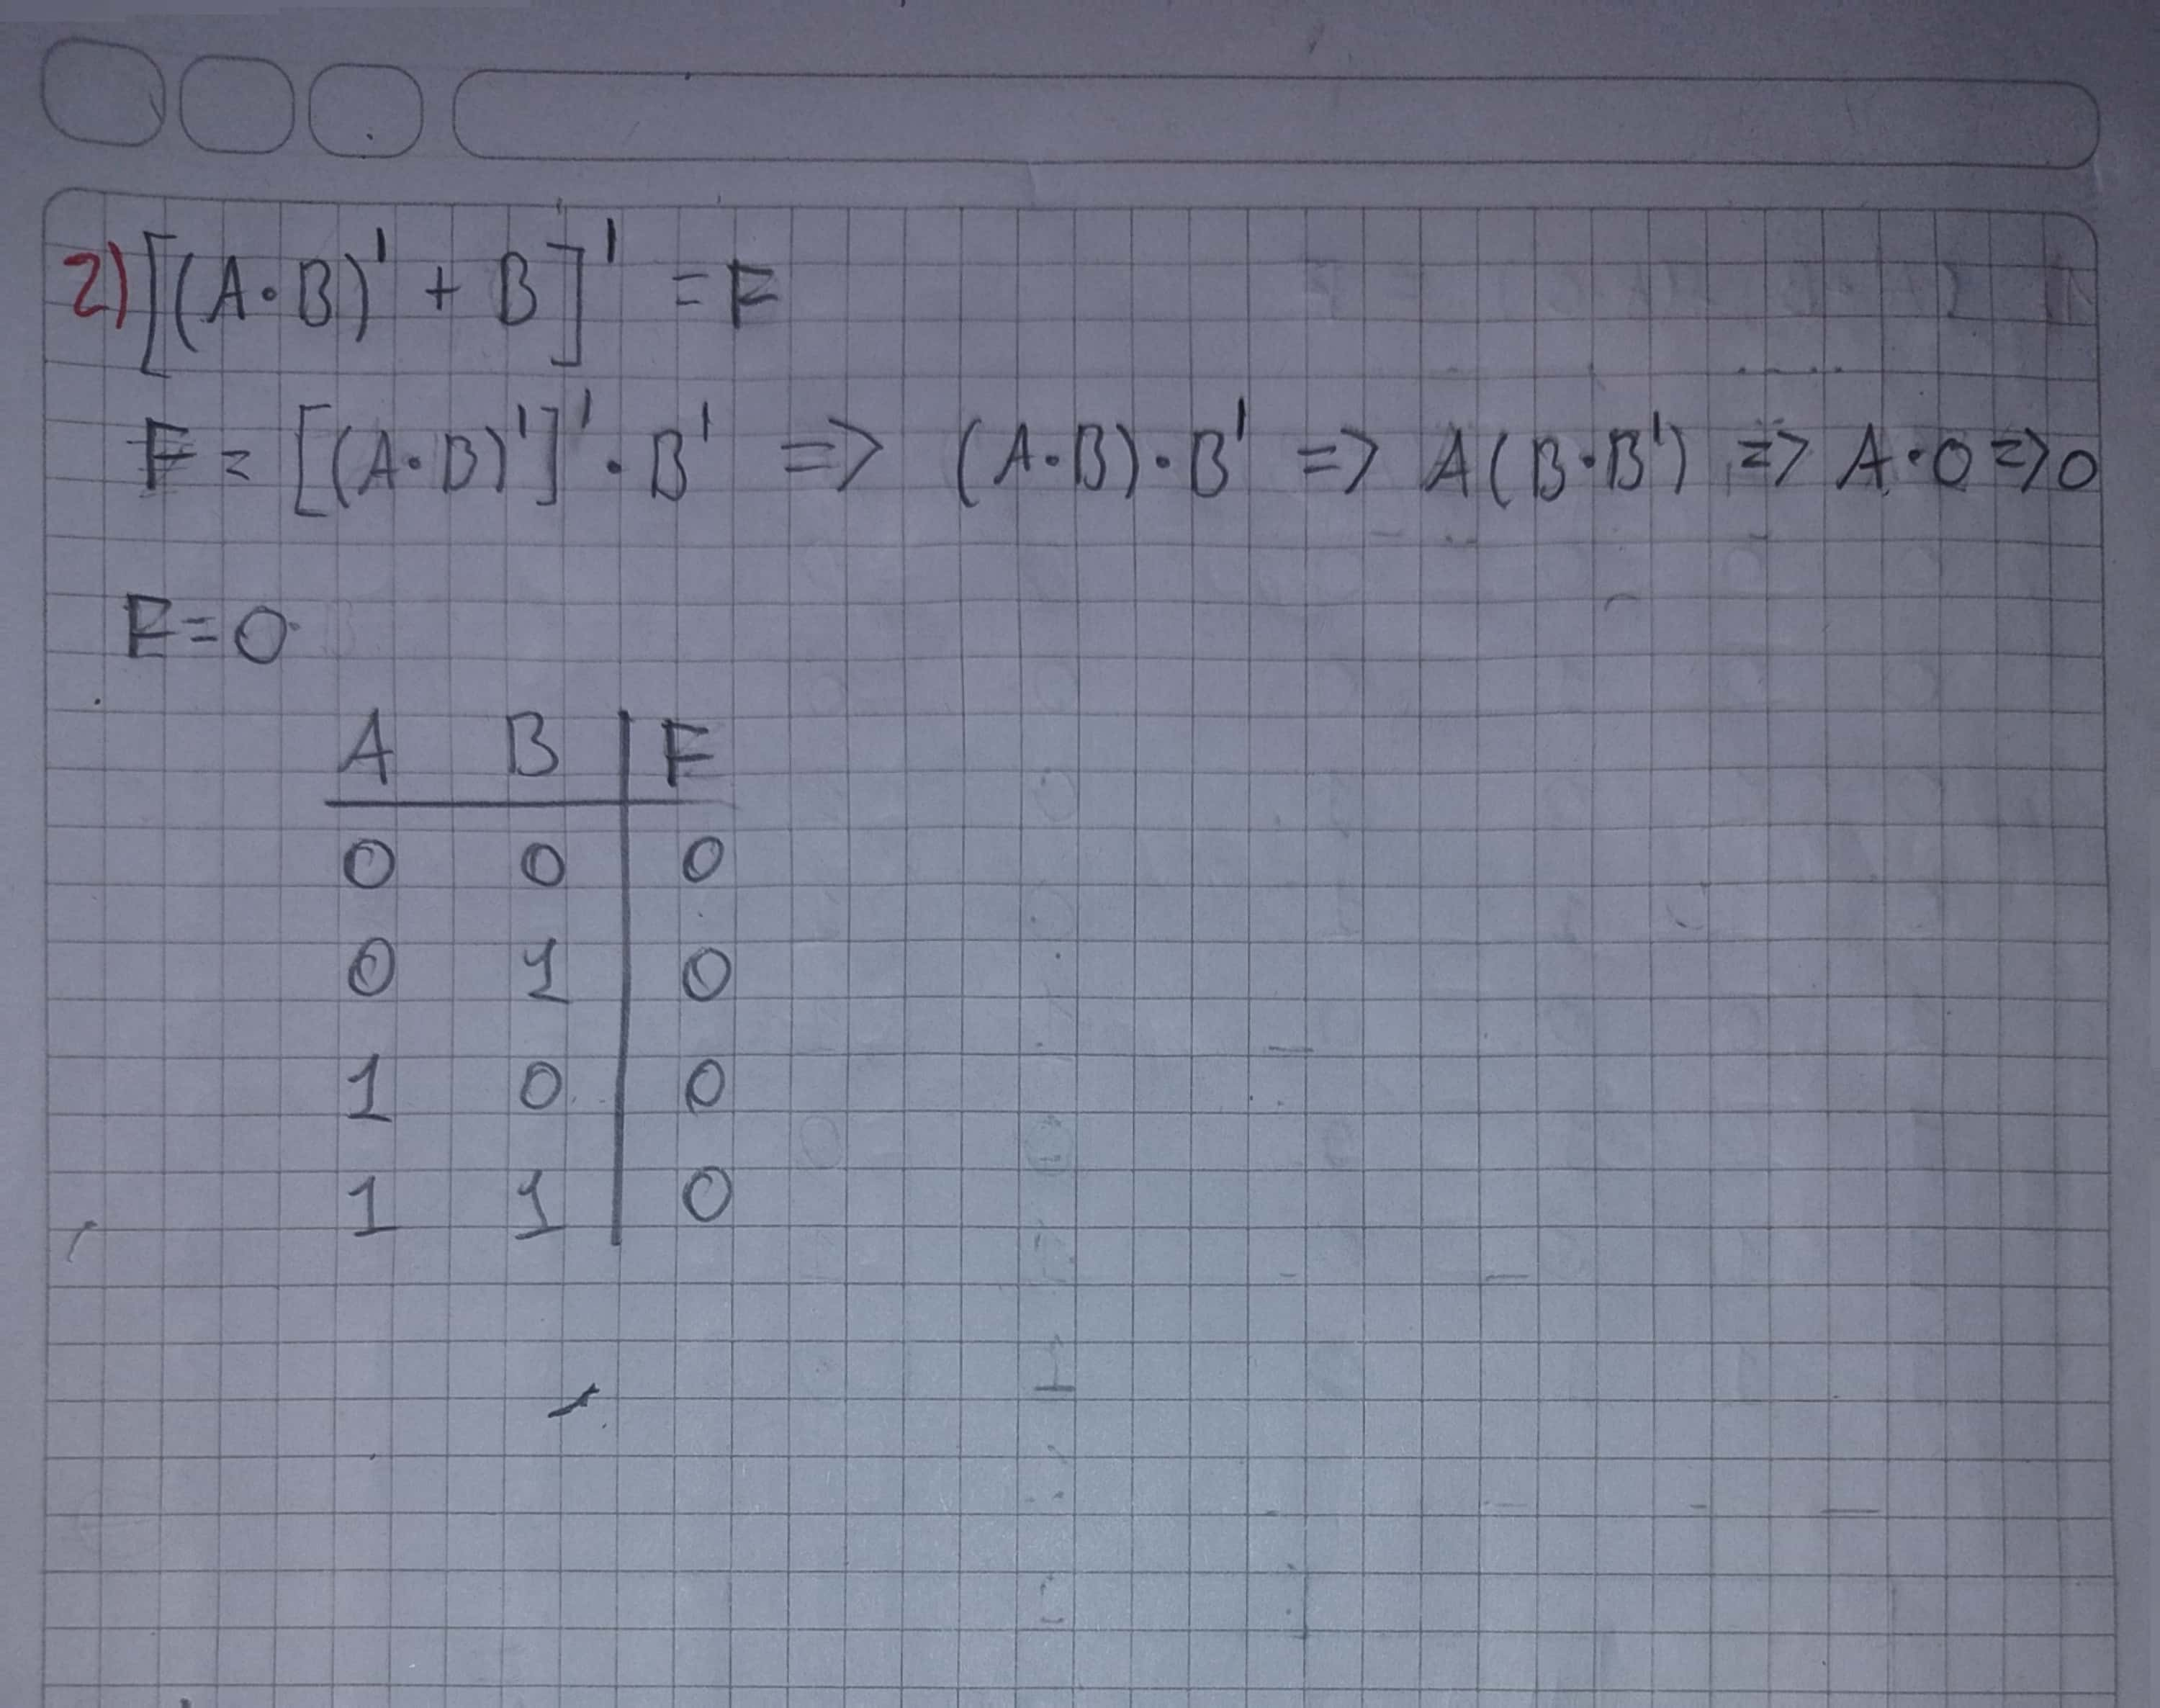 2) [(A·B)' + B]' = F
F = [(A·B)']'·B' => (A·B)·B' => A(B·B') => A·0 => 0
F=0
A B F
0 0 0
0 1 0
1 0 0
1 1 0